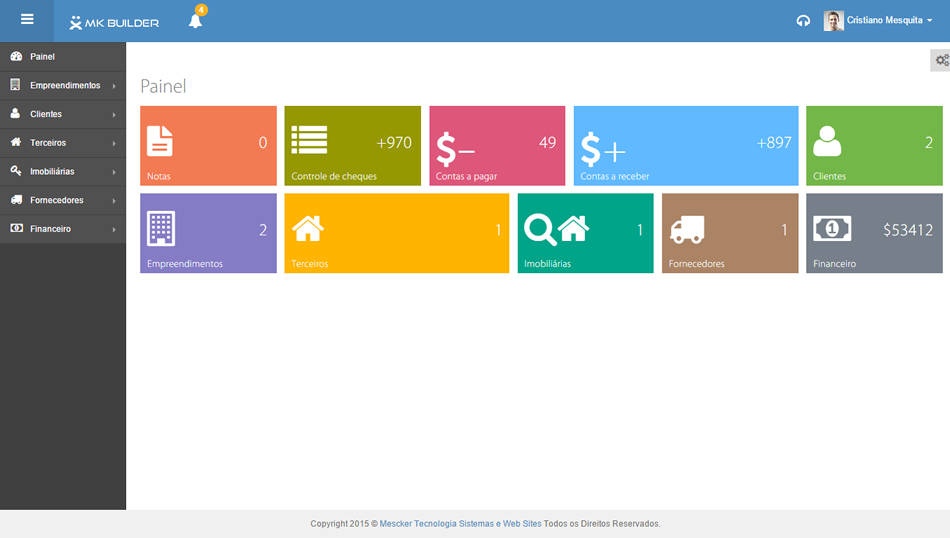 MK BUILDER
4
Cristiano Mesquita
Painel
Empreendimentos
Clientes
Terceiros
Imobiliárias
Fornecedores
Financeiro
Painel
0
Notas
+970
Controle de cheques
$–
49
Contas a pagar
$+
+897
Contas a receber
2
Clientes
2
Empreendimentos
1
Terceiros
1
Imobiliárias
1
Fornecedores
1
$53412
Financeiro
Copyright 2015 © Mescker Tecnologia Sistemas e Web Sites Todos os Direitos Reservados.